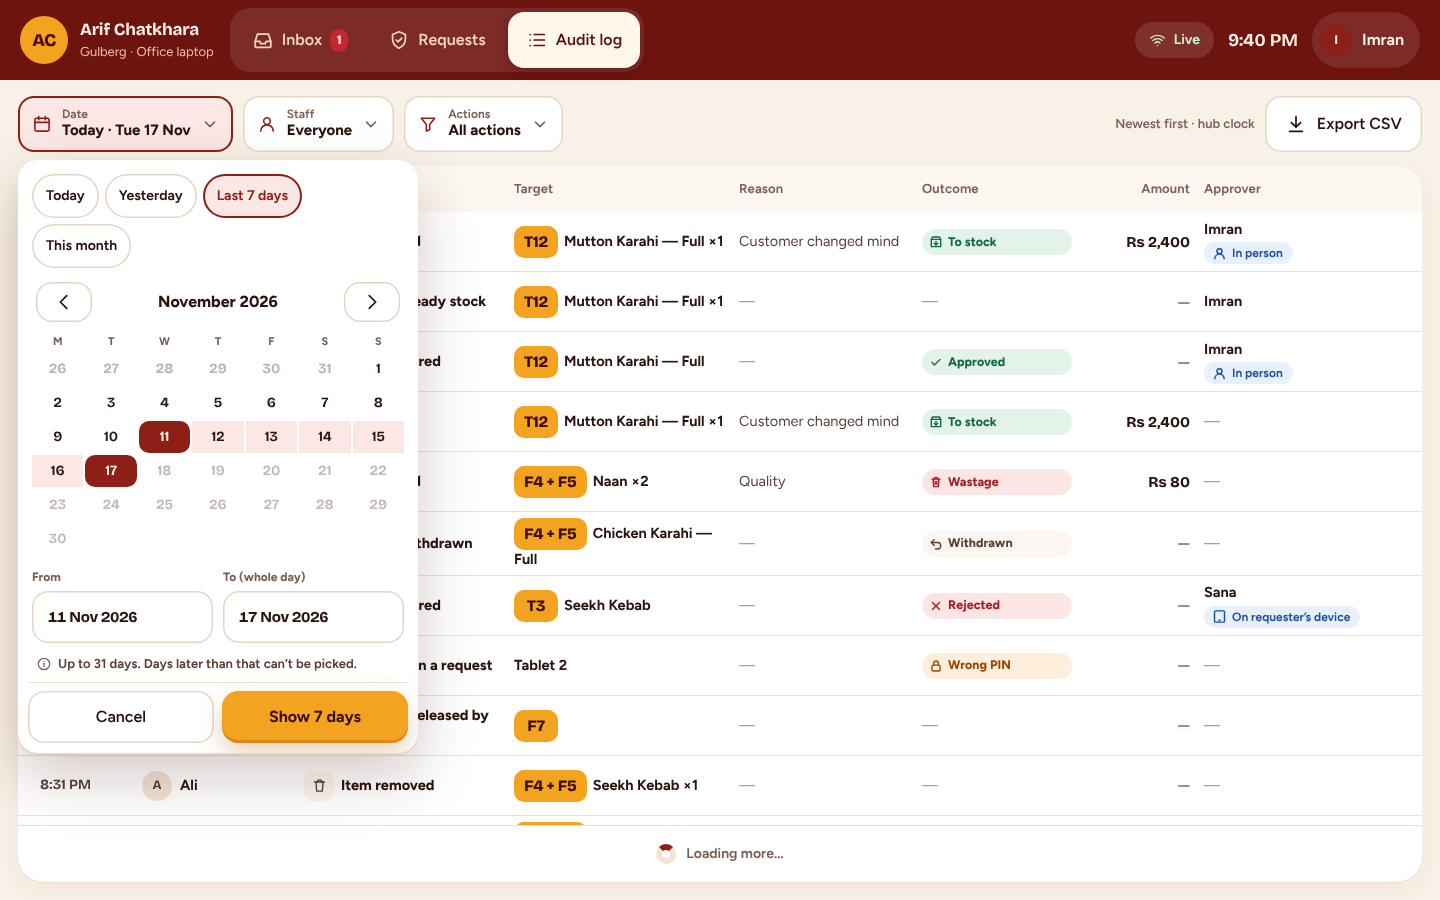 AC
Arif Chatkhara
Gulberg · Office laptop
Inbox 1
Requests
Audit log
Live
9:40 PM
I
Imran
Date
Today · Tue 17 Nov
Staff
Everyone
Actions
All actions
Newest first · hub clock
Export CSV
Today
Yesterday
Last 7 days
This month
November 2026
M T W T F S S
26 27 28 29 30 31 1
2 3 4 5 6 7 8
9 10 11 12 13 14 15
16 17 18 19 20 21 22
23 24 25 26 27 28 29
30
From
To (whole day)
11 Nov 2026
17 Nov 2026
Up to 31 days. Days later than that can’t be picked.
Cancel
Show 7 days
Target Reason Outcome Amount Approver
T12 Mutton Karahi — Full ×1 Customer changed mind To stock Rs 2,400 Imran
In person
eady stock T12 Mutton Karahi — Full ×1 — — — Imran
red T12 Mutton Karahi — Full — Approved — Imran
In person
T12 Mutton Karahi — Full ×1 Customer changed mind To stock Rs 2,400 —
F4 + F5 Naan ×2 Quality Wastage Rs 80 —
thdrawn F4 + F5 Chicken Karahi — Full — Withdrawn — —
red T3 Seekh Kebab — Rejected — Sana
On requester’s device
n a request Tablet 2 — Wrong PIN — —
eleased by F7 — — — —
8:31 PM A Ali Item removed F4 + F5 Seekh Kebab ×1 — — — —
Loading more…